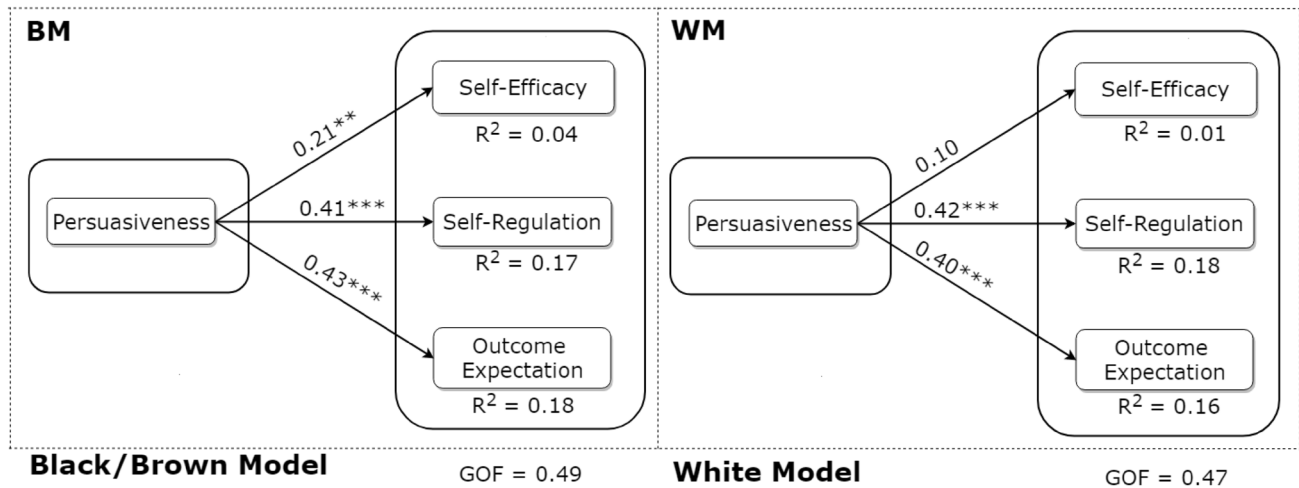 BM
Persuasiveness
0.21**
0.41***
0.43***
Self-Efficacy
R² = 0.04
Self-Regulation
R² = 0.17
Outcome
Expectation
R² = 0.18
Black/Brown Model
GOF = 0.49
WM
Persuasiveness
0.10
0.42***
0.40***
Self-Efficacy
R² = 0.01
Self-Regulation
R² = 0.18
Outcome
Expectation
R² = 0.16
White Model
GOF = 0.47